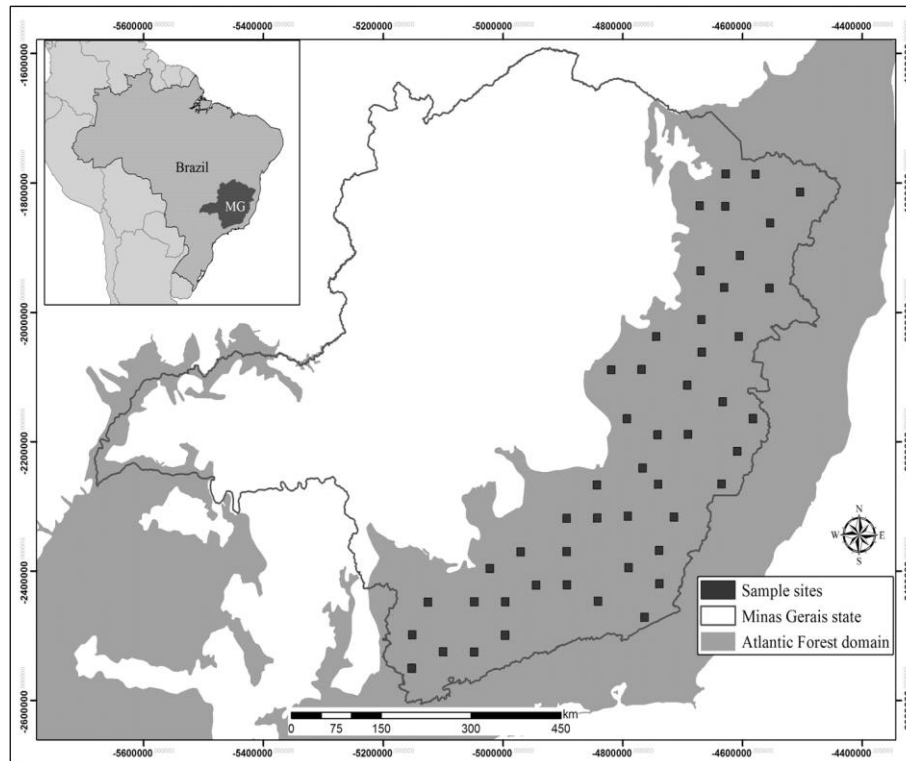 -5600000 -5400000 -5200000 -5000000 -4800000 -4600000 -4400000
-1600000
-1800000
-2000000
-2200000
-2400000
-2600000
Brazil
MG
N
W E
S
Sample sites
Minas Gerais state
Atlantic Forest domain
km
0 75 150 300 450
-5600000 -5400000 -5200000 -5000000 -4800000 -4600000 -4400000